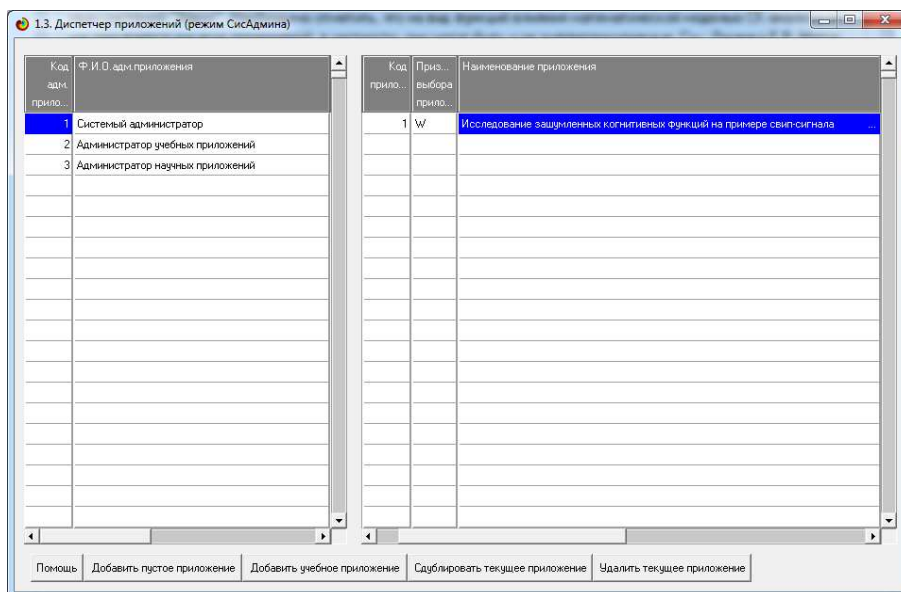 1.3. Диспетчер приложений (режим СисАдмина)
Код адм. прило... Ф.И.О.адм.приложения
1 Системый администратор
2 Администратор учебных приложений
3 Администратор научных приложений
Код прило... Приз... выбора прило... Наименование приложения
1 W Исследование зашумленных когнитивных функций на примере свип-сигнала ...
Помощь Добавить пустое приложение Добавить учебное приложение Сдублировать текущее приложение Удалить текущее приложение